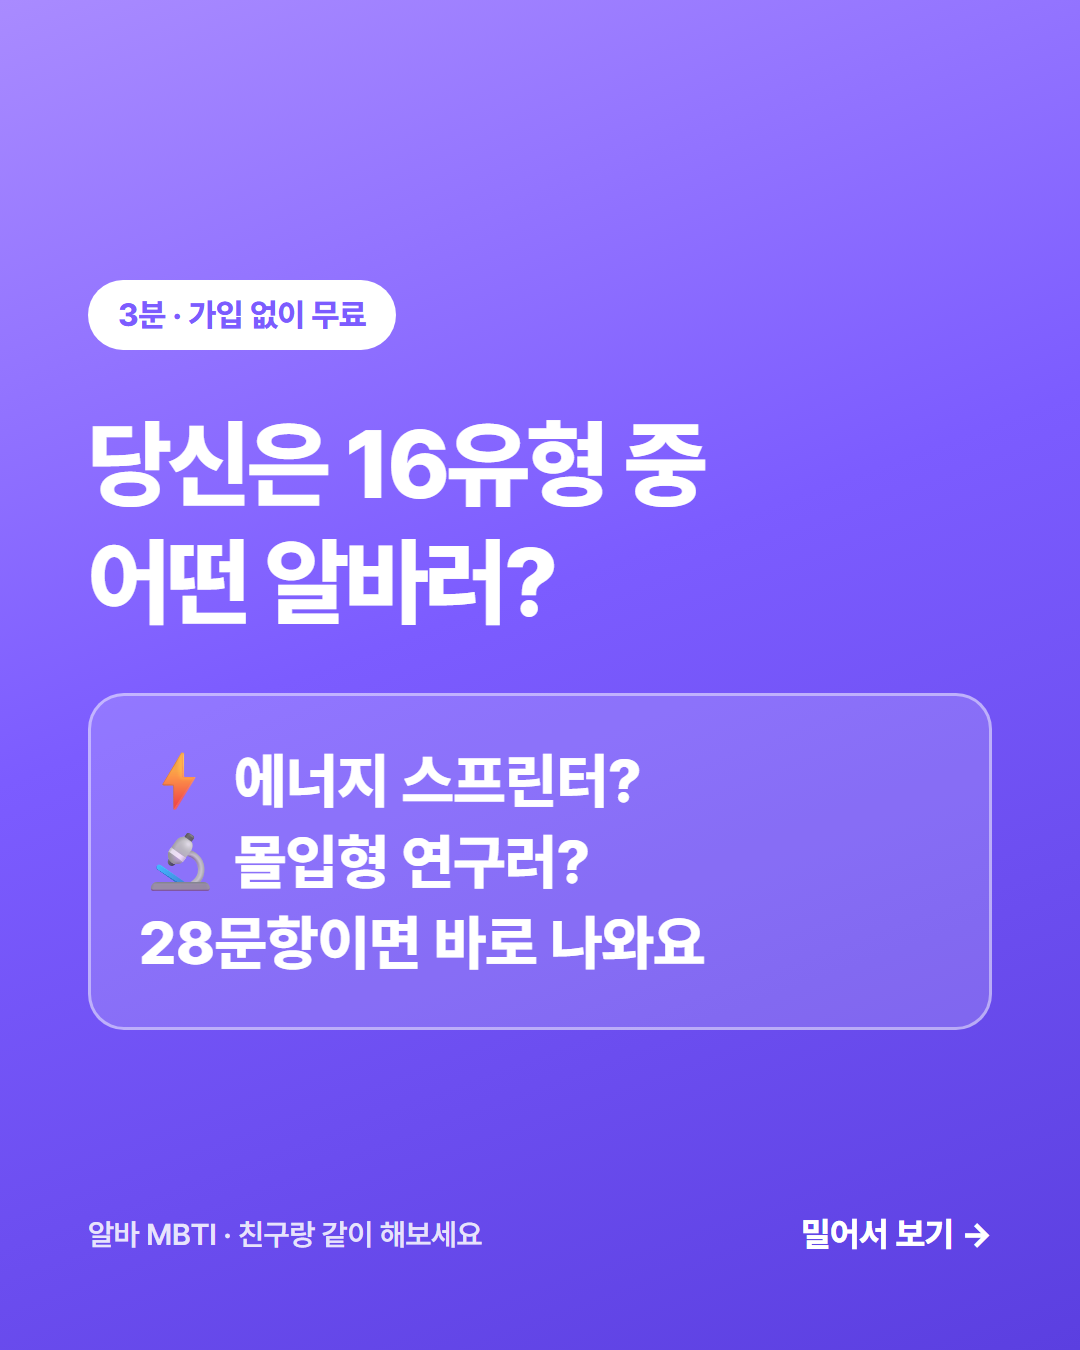 3분 · 가입 없이 무료
당신은 16유형 중
어떤 알바러?
⚡ 에너지 스프린터?
🔬 몰입형 연구러?
28문항이면 바로 나와요
알바 MBTI · 친구랑 같이 해보세요
밀어서 보기 →